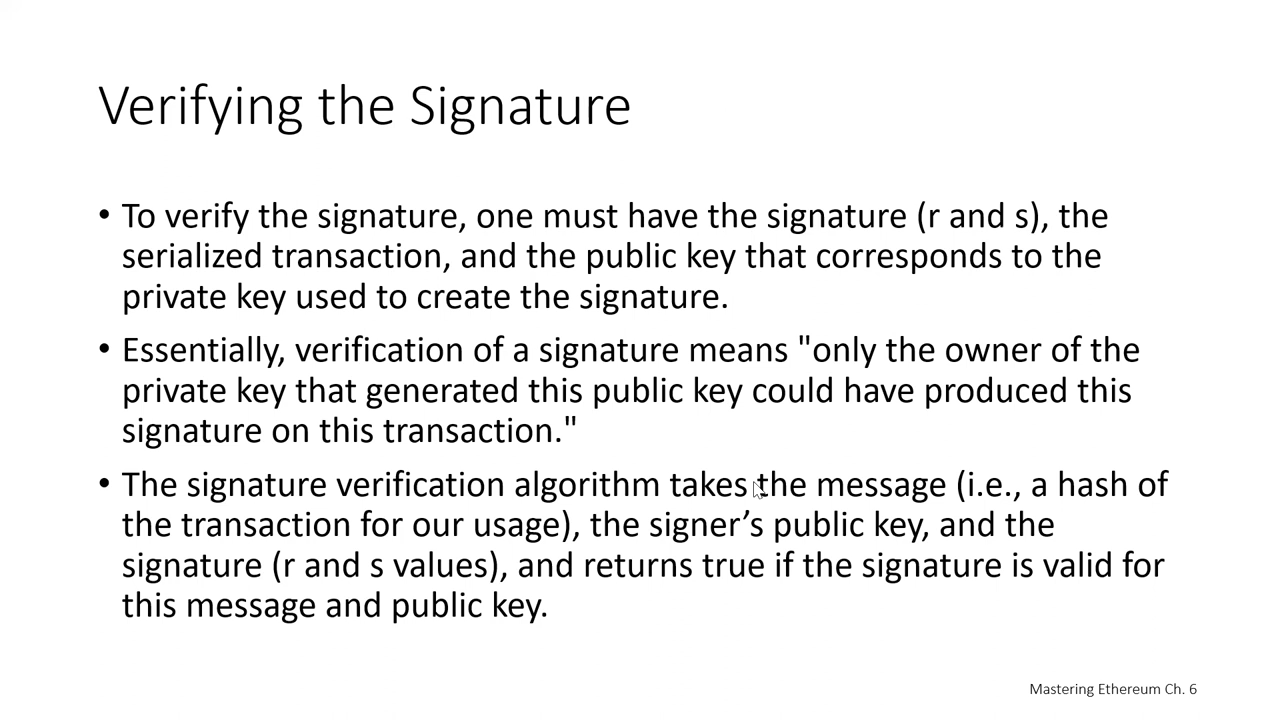 Verifying the Signature
• To verify the signature, one must have the signature (r and s), the
serialized transaction, and the public key that corresponds to the
private key used to create the signature.
• Essentially, verification of a signature means "only the owner of the
private key that generated this public key could have produced this
signature on this transaction."
• The signature verification algorithm takes the message (i.e., a hash of
the transaction for our usage), the signer’s public key, and the
signature (r and s values), and returns true if the signature is valid for
this message and public key.
Mastering Ethereum Ch. 6